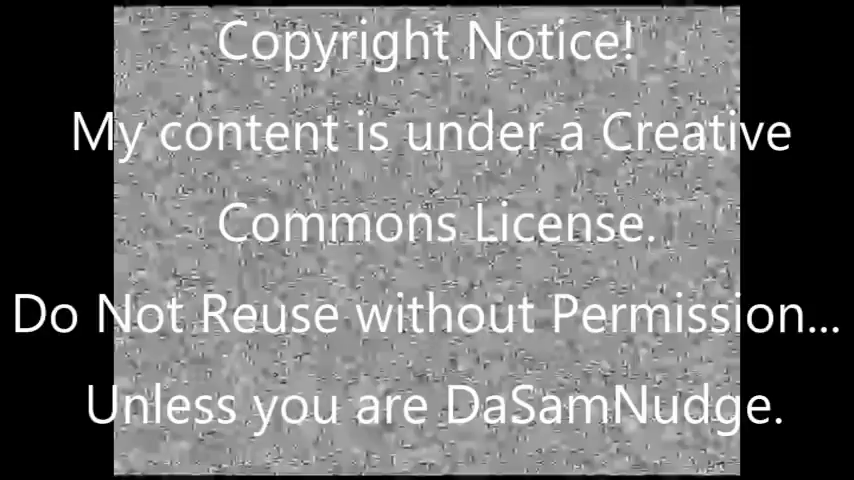 Copyright Notice!
My content is under a Creative
Commons License.
Do Not Reuse without Permission...
Unless you are DaSamNudge.